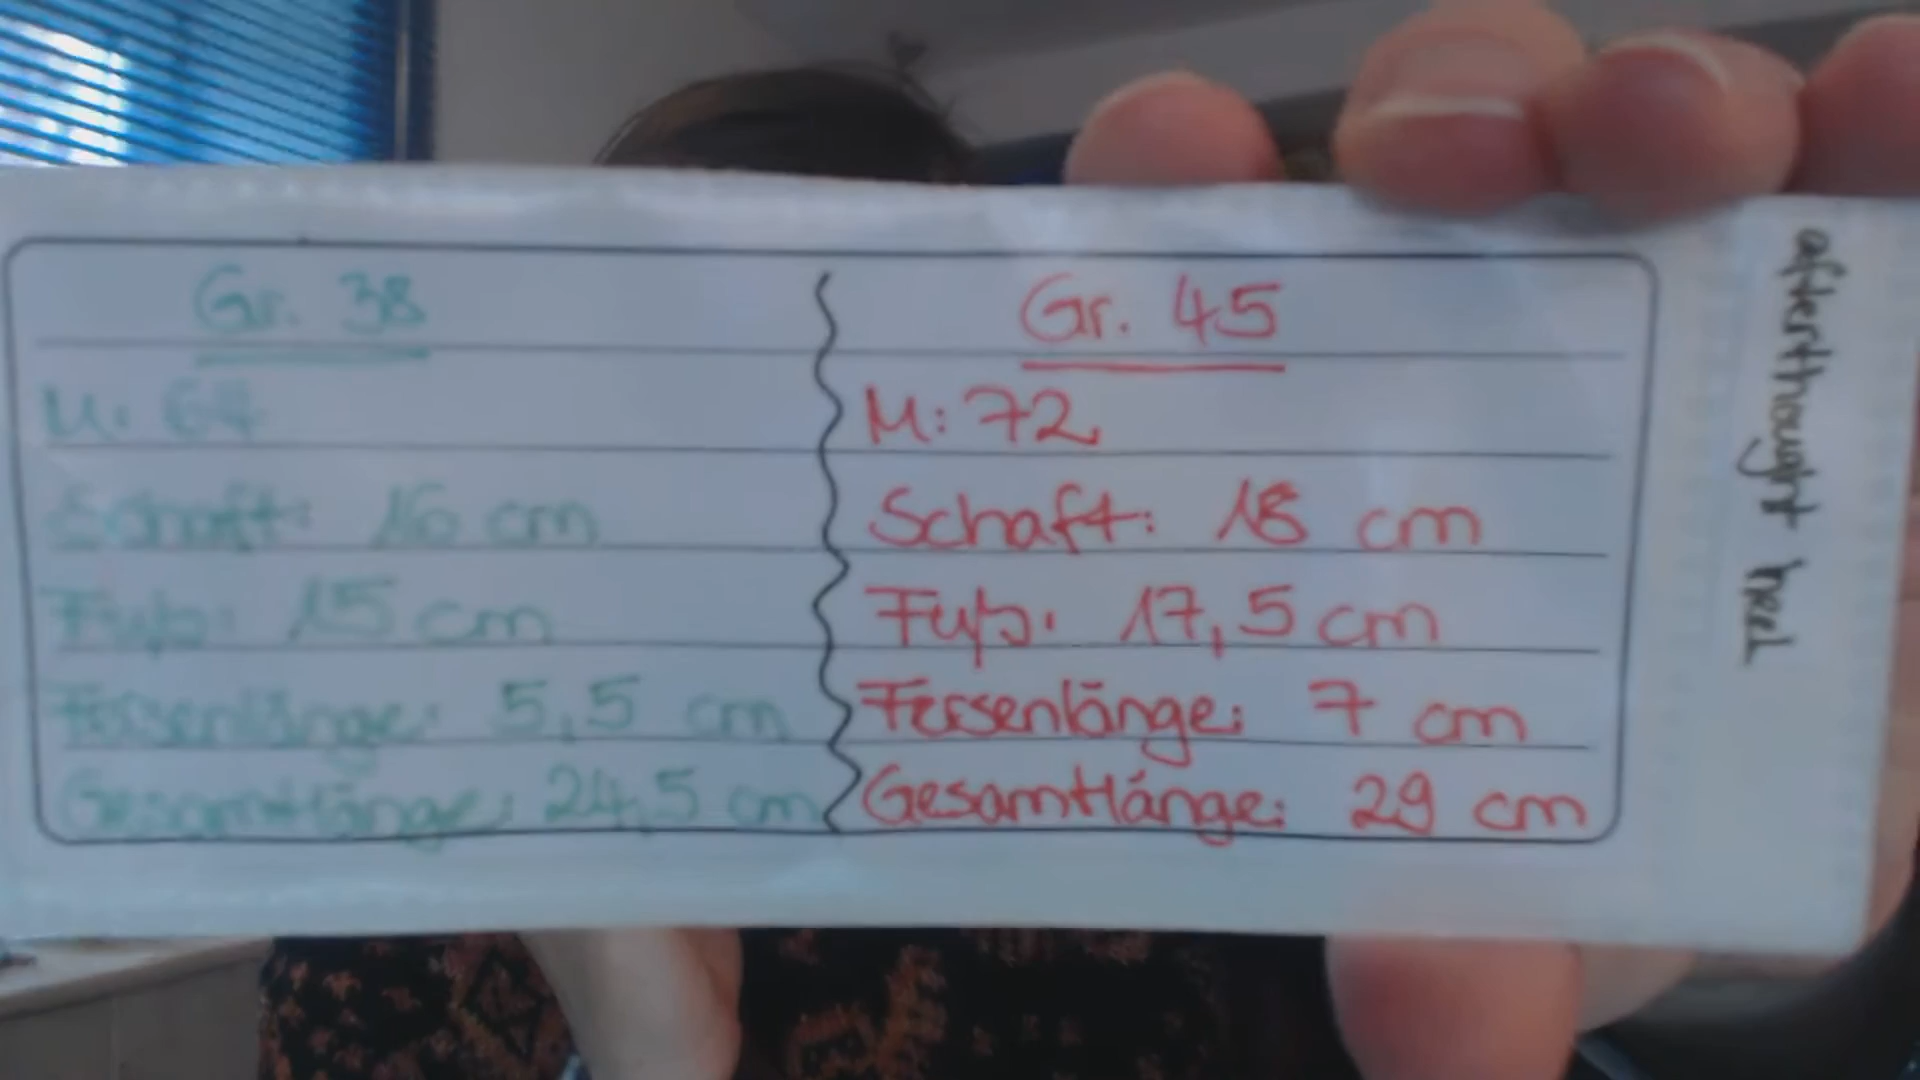 Gr. 38
M: 64
Schaft: 16 cm
Fuß: 15 cm
Fersenlänge: 5,5 cm
Gesamtlänge: 24,5 cm
Gr. 45
M: 72
Schaft: 18 cm
Fuß: 17,5 cm
Fersenlänge: 7 cm
Gesamtlänge: 29 cm
afterthought heel